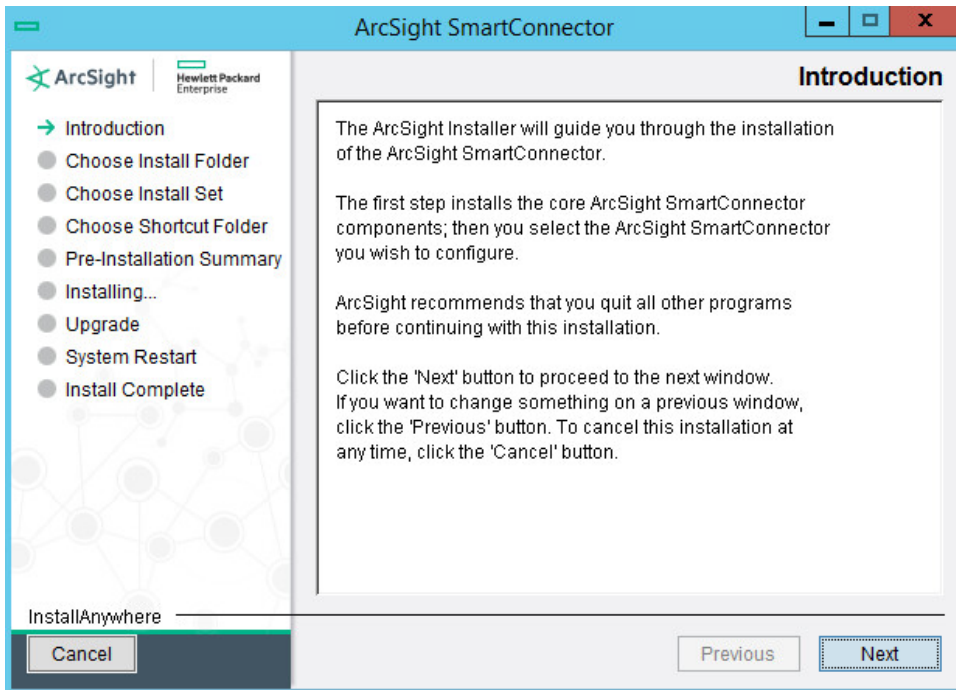 ArcSight SmartConnector
ArcSight
Hewlett Packard
Enterprise
Introduction
Choose Install Folder
Choose Install Set
Choose Shortcut Folder
Pre-Installation Summary
Installing...
Upgrade
System Restart
Install Complete
Introduction
The ArcSight Installer will guide you through the installation
of the ArcSight SmartConnector.
The first step installs the core ArcSight SmartConnector
components; then you select the ArcSight SmartConnector
you wish to configure.
ArcSight recommends that you quit all other programs
before continuing with this installation.
Click the 'Next' button to proceed to the next window.
If you want to change something on a previous window,
click the 'Previous' button. To cancel this installation at
any time, click the 'Cancel' button.
InstallAnywhere
Cancel
Previous
Next